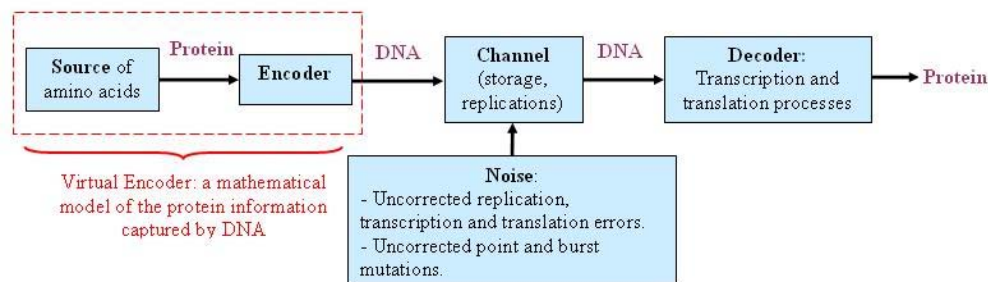 Source of
amino acids
Protein
Encoder
DNA
Channel
(storage,
replications)
DNA
Decoder:
Transcription and
translation processes
Protein
Virtual Encoder: a mathematical
model of the protein information
captured by DNA
Noise:
- Uncorrected replication,
transcription and translation errors.
- Uncorrected point and burst
mutations.